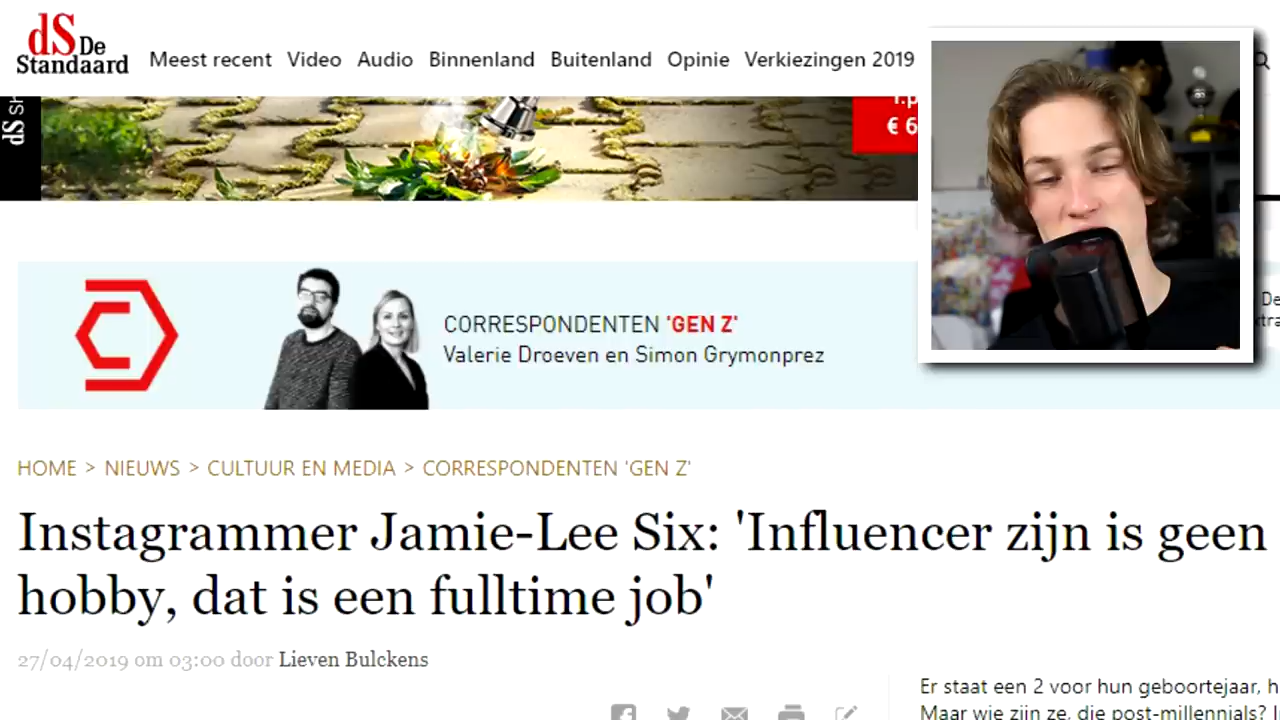 dS De
Standaard
Meest recent Video Audio Binnenland Buitenland Opinie Verkiezingen 2019
dS SH
€ 6
CORRESPONDENTEN 'GEN Z'
Valerie Droeven en Simon Grymonprez
De
HOME > NIEUWS > CULTUUR EN MEDIA > CORRESPONDENTEN 'GEN Z'
Instagrammer Jamie-Lee Six: 'Influencer zijn is geen
hobby, dat is een fulltime job'
27/04/2019 om 03:00 door Lieven Bulckens
Er staat een 2 voor hun geboortejaar, h
Maar wie zijn ze, die post-millennials? I